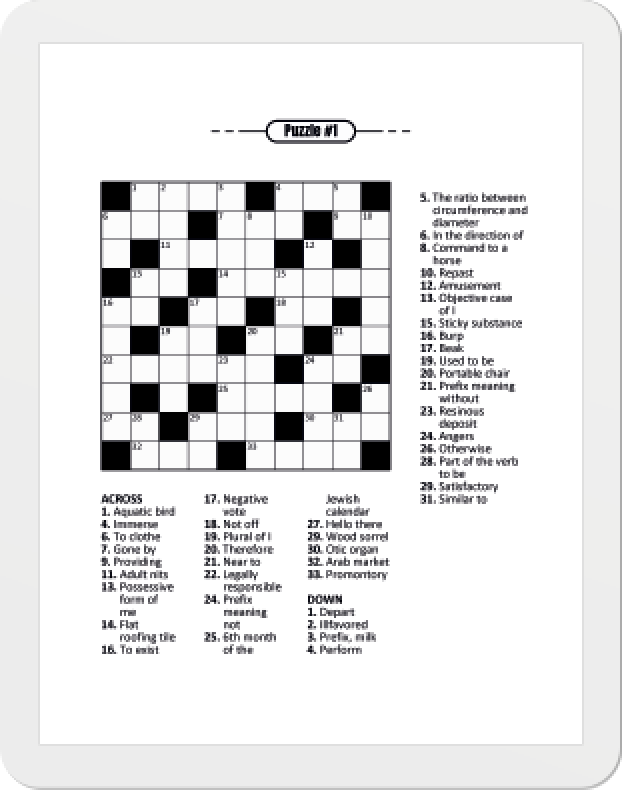 Puzzle #1
1 2 3 4 5
6 7 8 9 10
11 12
13 14 15
16 17 18
19 20 21
22 23 24
25 26
27 28 29 30 31
32 33
ACROSS
1. Aquatic bird
4. Immerse
6. To clothe
7. Gone by
9. Providing
11. Adult nits
13. Possessive
form of
me
14. Flat
roofing tile
16. To exist
17. Negative
vote
18. Not off
19. Plural of I
20. Therefore
21. Near to
22. Legally
responsible
24. Prefix
meaning
not
25. 6th month
of the
Jewish
calendar
27. Hello there
29. Wood sorrel
30. Otic organ
32. Arab market
33. Promontory
DOWN
1. Depart
2. Illfavored
3. Prefix, milk
4. Perform
5. The ratio between
circumference and
diameter
6. In the direction of
8. Command to a
horse
10. Repast
12. Amusement
13. Objective case
of I
15. Sticky substance
16. Burp
17. Beak
19. Used to be
20. Portable chair
21. Prefix meaning
without
23. Resinous
deposit
24. Angers
26. Otherwise
28. Part of the verb
to be
29. Satisfactory
31. Similar to